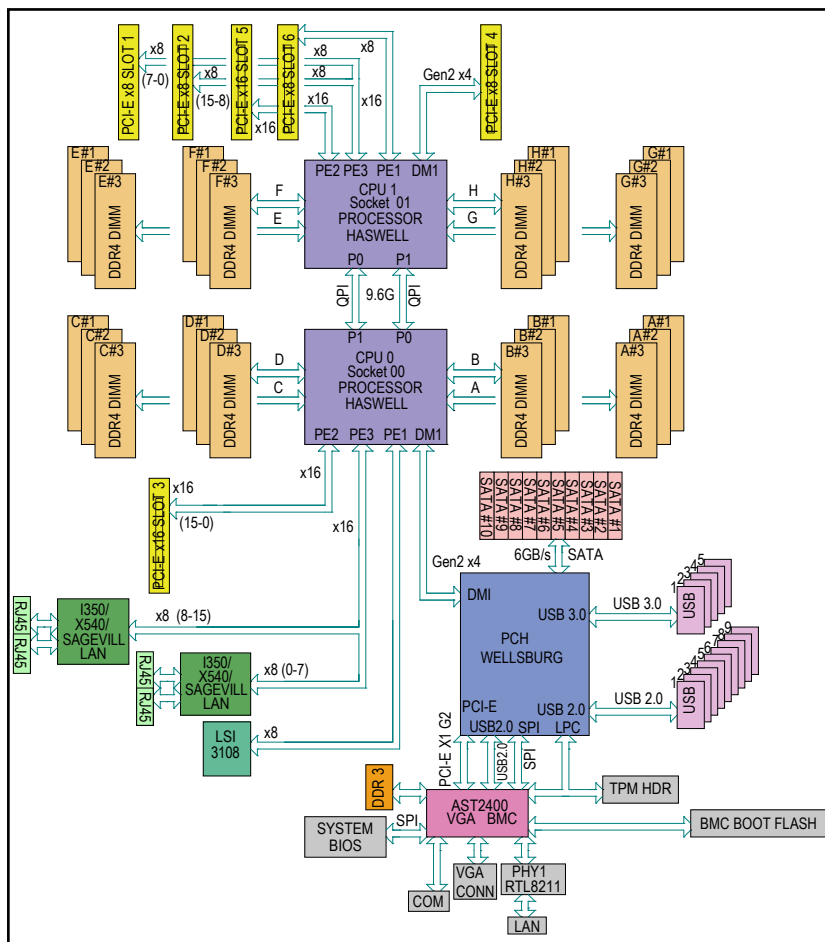 PCI-E x8 SLOT 1
PCI-E x8 SLOT 2
PCI-E x16 SLOT 5
PCI-E x8 SLOT 6
PCI-E x8 SLOT 4
x8
(7-0)
x8
x8
(15-8)
x8
x8
x16
x16
x16
Gen2 x4
E#1
E#2
E#3
DDR4 DIMM
F#1
F#2
F#3
DDR4 DIMM
F
E
PE2 PE3 PE1 DM1
CPU 1
Socket 01
PROCESSOR
HASWELL
P0 P1
H
G
H#1
H#2
H#3
DDR4 DIMM
G#1
G#2
G#3
DDR4 DIMM
QPI
9.6G
QPI
C#1
C#2
C#3
DDR4 DIMM
D#1
D#2
D#3
DDR4 DIMM
D
C
P1 P0
CPU 0
Socket 00
PROCESSOR
HASWELL
PE2 PE3 PE1 DM1
B
A
B#1
B#2
B#3
DDR4 DIMM
A#1
A#2
A#3
DDR4 DIMM
PCI-E x16 SLOT 3
x16
(15-0)
x16
x16
SATA #1
SATA #2
SATA #3
SATA #4
SATA #5
SATA #6
SATA #7
SATA #8
SATA #9
SATA #10
6GB/s
SATA
Gen2 x4
DMI
USB 3.0
PCH
WELLSBURG
PCI-E
USB 2.0
USB2.0
SPI
LPC
USB 3.0
USB
1
2
3
4
5
USB 2.0
USB
1
2
3
4
5
6
7
8
9
RJ45
RJ45
I350/
X540/
SAGEVILL
LAN
x8 (8-15)
RJ45
RJ45
I350/
X540/
SAGEVILL
LAN
x8 (0-7)
LSI
3108
x8
PCI-E X1 G2
USB2.0
SPI
DDR 3
AST2400
VGA BMC
TPM HDR
SYSTEM
BIOS
SPI
BMC BOOT FLASH
COM
VGA
CONN
PHY1
RTL8211
LAN